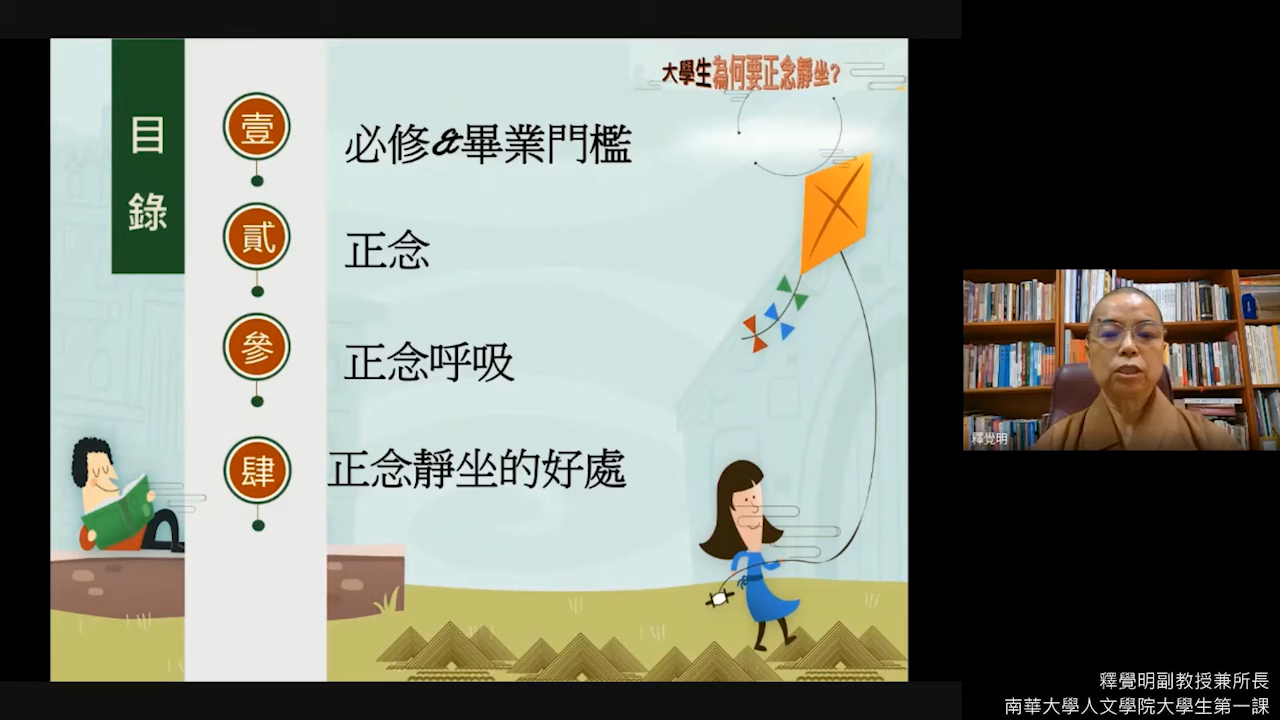 大學生為何要正念靜坐?
目錄
壹
必修&畢業門檻
貳
正念
參
正念呼吸
肆
正念靜坐的好處
釋覺明
釋覺明副教授兼所長
南華大學人文學院大學生第一課